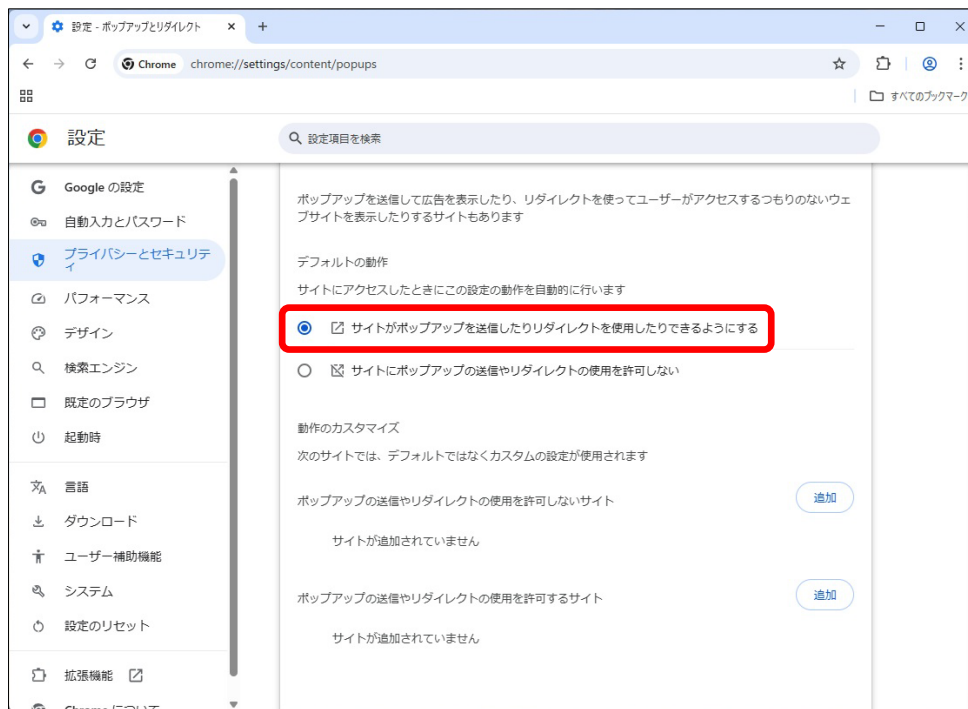 設定 - ポップアップとリダイレクト
Chrome
chrome://settings/content/popups
すべてのブックマーク
設定
設定項目を検索
Google の設定
自動入力とパスワード
プライバシーとセキュリテ
ィ
パフォーマンス
デザイン
検索エンジン
既定のブラウザ
起動時
言語
ダウンロード
ユーザー補助機能
システム
設定のリセット
拡張機能
Chrome について
ポップアップを送信して広告を表示したり、リダイレクトを使ってユーザーがアクセスするつもりのないウェ
ブサイトを表示したりするサイトもあります
デフォルトの動作
サイトにアクセスしたときにこの設定の動作を自動的に行います
サイトがポップアップを送信したりリダイレクトを使用したりできるようにする
サイトにポップアップの送信やリダイレクトの使用を許可しない
動作のカスタマイズ
次のサイトでは、デフォルトではなくカスタムの設定が使用されます
ポップアップの送信やリダイレクトの使用を許可しないサイト
追加
サイトが追加されていません
ポップアップの送信やリダイレクトの使用を許可するサイト
追加
サイトが追加されていません